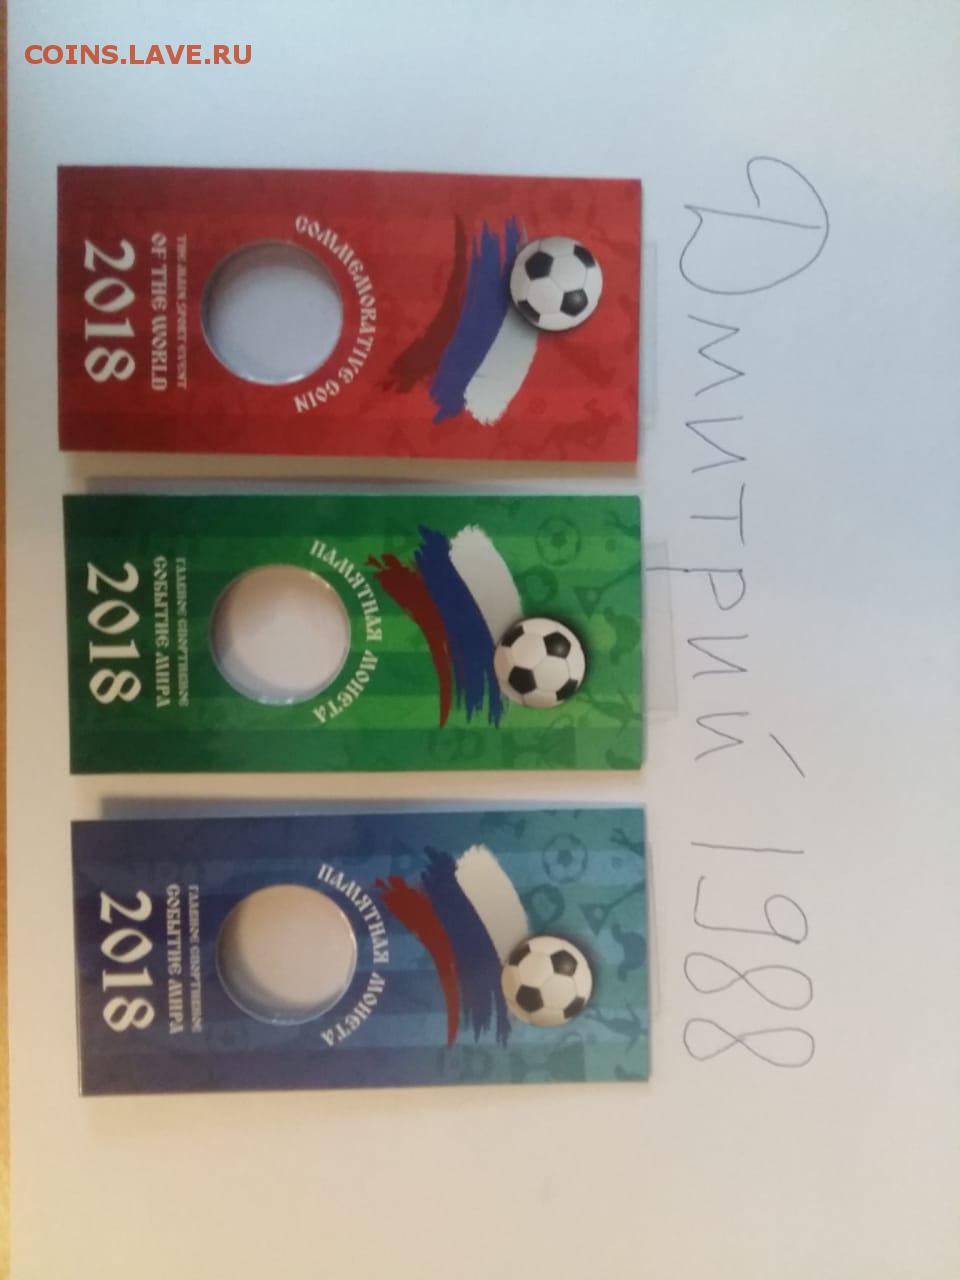 COINS.LAVE.RU
Дмитрий 1988
COMMEMORATIVE COIN
THE MAIN SPORT EVENT
OF THE WORLD
2018
ПАМЯТНАЯ МОНЕТА
ГЛАВНОЕ СПОРТИВНОЕ
СОБЫТИЕ МИРА
2018
ПАМЯТНАЯ МОНЕТА
ГЛАВНОЕ СПОРТИВНОЕ
СОБЫТИЕ МИРА
2018